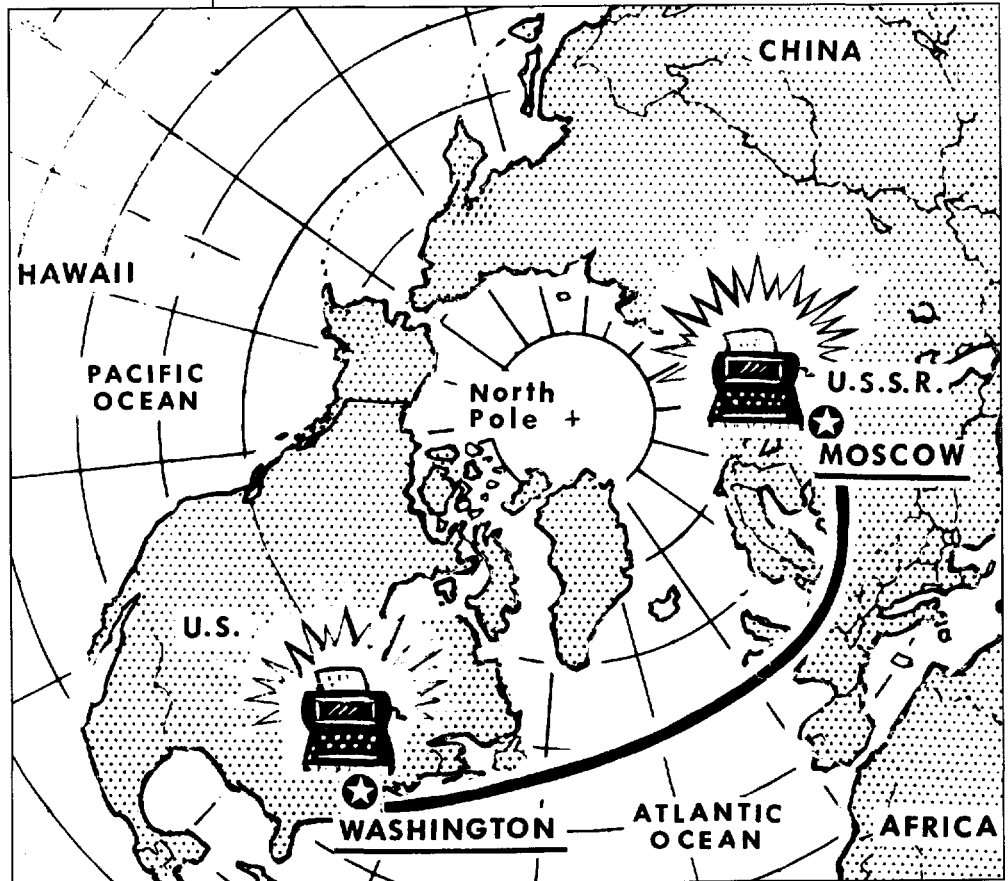 CHINA
HAWAII
PACIFIC
OCEAN
North
Pole
U.S.S.R.
MOSCOW
U.S.
WASHINGTON
ATLANTIC
OCEAN
AFRICA